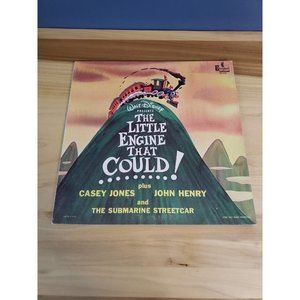 WALT DISNEY
PRESENTS
THE
LITTLE
ENGINE
THAT
COULD!
plus
CASEY JONES JOHN HENRY
and
THE SUBMARINE STREETCAR